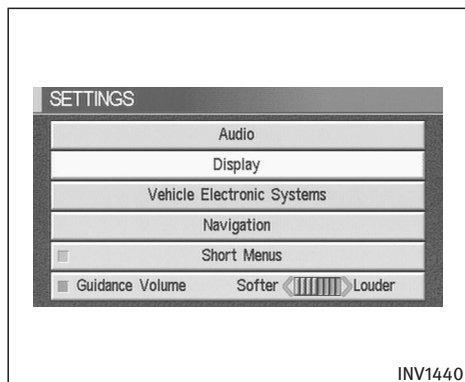 SETTINGS
Audio
Display
Vehicle Electronic Systems
Navigation
Short Menus
Guidance Volume Softer Louder
INV1440